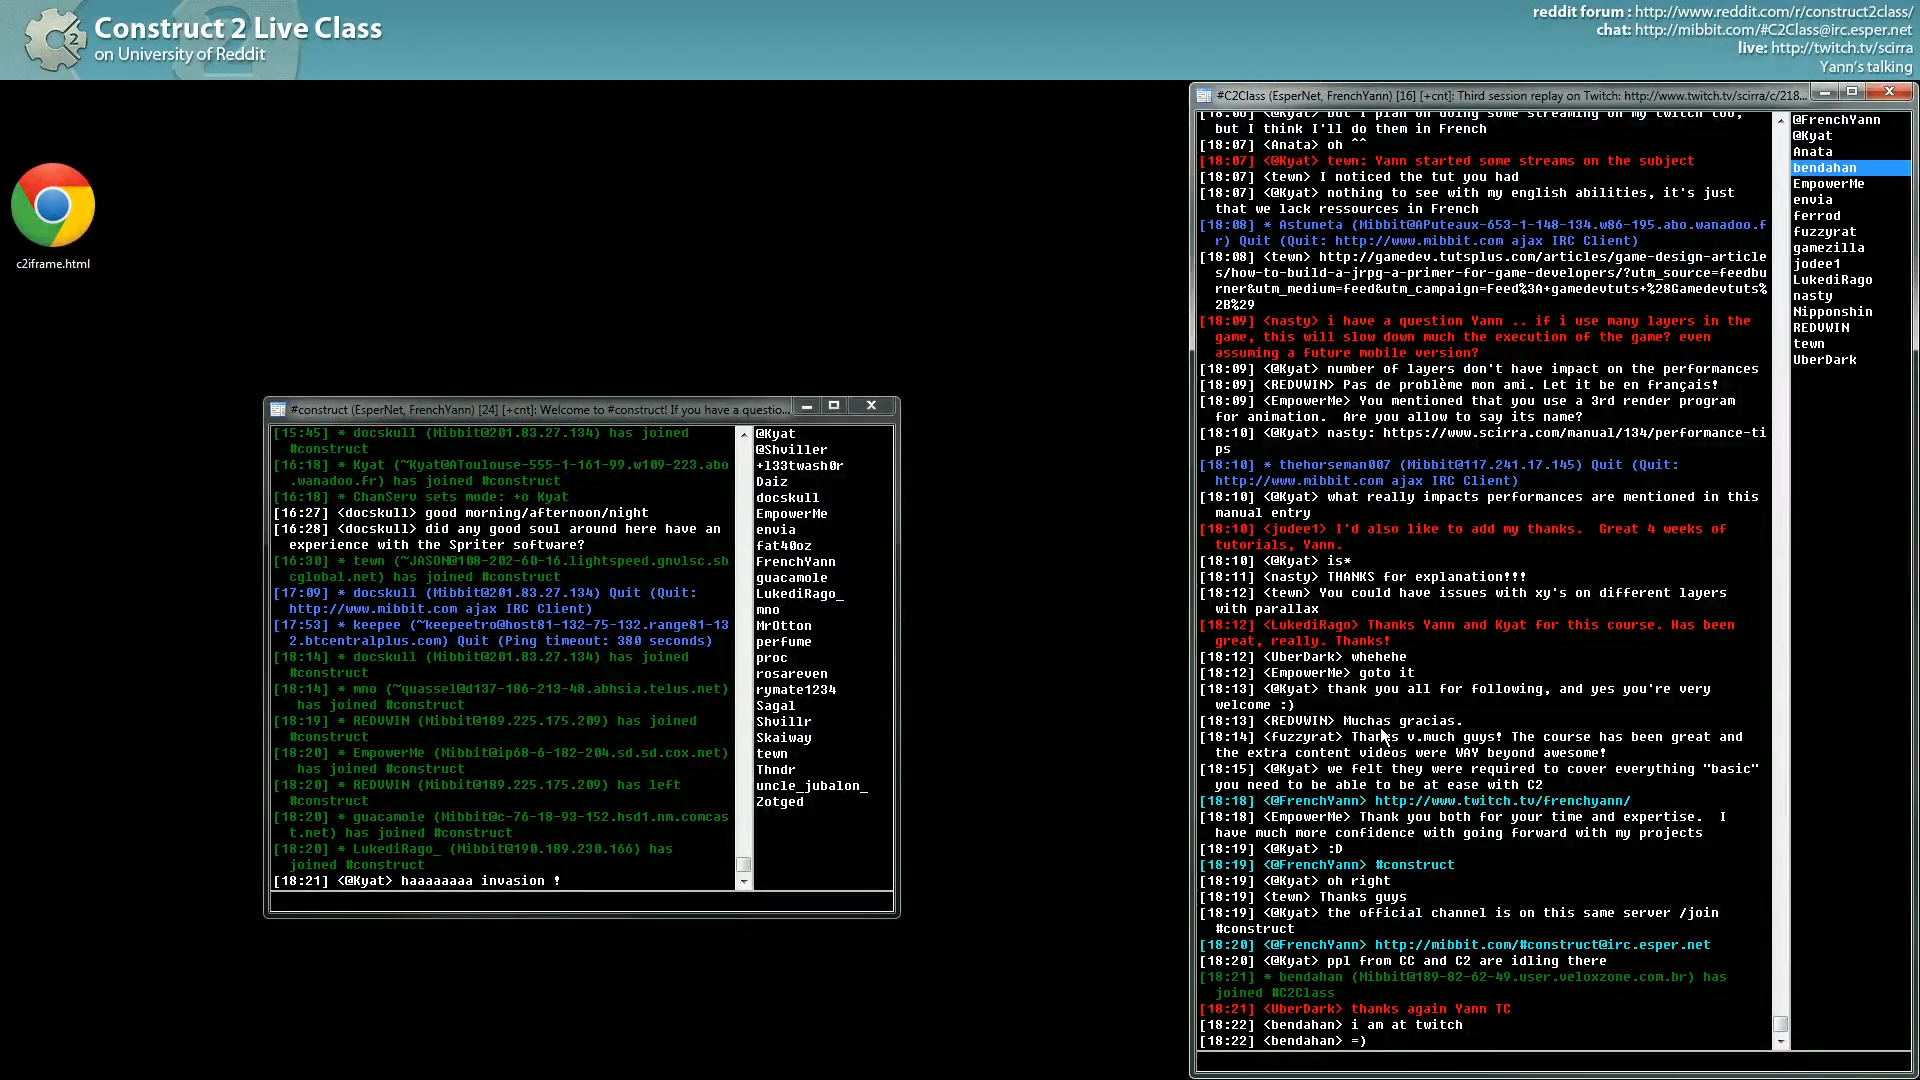 Construct 2 Live Class
on University of Reddit
reddit forum : http://www.reddit.com/r/construct2class/
chat: http://mibbit.com/#C2Class@irc.esper.net
live: http://twitch.tv/scirra
Yann's talking
c2iframe.html
#construct (EsperNet, FrenchYann) [24] [+cnt]: Welcome to #construct! If you have a questio...
[15:45] * docskull (Mibbit@201.83.27.134) has joined
#construct
[16:18] * Kyat (~Kyat@AToulouse-555-1-161-99.w109-223.abo
.wanadoo.fr) has joined #construct
[16:18] * ChanServ sets mode: +o Kyat
[16:27] <docskull> good morning/afternoon/night
[16:28] <docskull> did any good soul around here have an
experience with the Spriter software?
[16:30] * tewn (~JASON@108-202-60-16.lightspeed.gnvlsc.sb
cglobal.net) has joined #construct
[17:09] * docskull (Mibbit@201.83.27.134) Quit (Quit:
http://www.mibbit.com ajax IRC Client)
[17:53] * keepee (~keepeetro@host81-132-75-132.range81-13
2.btcentralplus.com) Quit (Ping timeout: 380 seconds)
[18:14] * docskull (Mibbit@201.83.27.134) has joined
#construct
[18:14] * mno (~quassel@d137-186-213-48.abhsia.telus.net)
has joined #construct
[18:19] * REDVWIN (Mibbit@189.225.175.209) has joined
#construct
[18:20] * EmpowerMe (Mibbit@ip68-6-182-204.sd.sd.cox.net)
has joined #construct
[18:20] * REDVWIN (Mibbit@189.225.175.209) has left
#construct
[18:20] * guacamole (Mibbit@c-76-18-93-152.hsd1.nm.comcas
t.net) has joined #construct
[18:20] * LukediRago_ (Mibbit@190.189.230.166) has
joined #construct
[18:21] <@Kyat> haaaaaaaa invasion !
@Kyat
@Shviller
+l33twash0r
Daiz
docskull
EmpowerMe
envia
fat40oz
FrenchYann
guacamole
LukediRago_
mno
MrOtton
perfume
proc
rosareven
rymate1234
Sagal
Shvillr
Skaiway
tewn
Thndr
uncle_jubalon_
Zotged
#C2Class (EsperNet, FrenchYann) [16] [+cnt]: Third session replay on Twitch: http://www.twitch.tv/scirra/c/218...
[18:06] <@Kyat> but I plan on doing some streaming on my twitch too,
but I think I'll do them in French
[18:07] <Anata> oh ^^
[18:07] <@Kyat> tewn: Yann started some streams on the subject
[18:07] <tewn> I noticed the tut you had
[18:07] <@Kyat> nothing to see with my english abilities, it's just
that we lack ressources in French
[18:08] * Astuneta (Mibbit@APuteaux-653-1-148-134.w86-195.abo.wanadoo.f
r) Quit (Quit: http://www.mibbit.com ajax IRC Client)
[18:08] <tewn> http://gamedev.tutsplus.com/articles/game-design-article
s/how-to-build-a-jrpg-a-primer-for-game-developers/?utm_source=feedbu
rner&utm_medium=feed&utm_campaign=Feed%3A+gamedevtuts+%28Gamedevtuts%
2B%29
[18:09] <nasty> i have a question Yann .. if i use many layers in the
game, this will slow down much the execution of the game? even
assuming a future mobile version?
[18:09] <@Kyat> number of layers don't have impact on the performances
[18:09] <REDVWIN> Pas de problème mon ami. Let it be en français!
[18:09] <EmpowerMe> You mentioned that you use a 3rd render program
for animation.  Are you allow to say its name?
[18:10] <@Kyat> nasty: https://www.scirra.com/manual/134/performance-ti
ps
[18:10] * thehorseman007 (Mibbit@117.241.17.145) Quit (Quit:
http://www.mibbit.com ajax IRC Client)
[18:10] <@Kyat> what really impacts performances are mentioned in this
manual entry
[18:10] <jodee1> I'd also like to add my thanks.  Great 4 weeks of
tutorials, Yann.
[18:10] <@Kyat> is*
[18:11] <nasty> THANKS for explanation!!!
[18:12] <tewn> You could have issues with xy's on different layers
with parallax
[18:12] <LukediRago> Thanks Yann and Kyat for this course. Has been
great, really. Thanks!
[18:12] <UberDark> whehehe
[18:12] <EmpowerMe> goto it
[18:13] <@Kyat> thank you all for following, and yes you're very
welcome :)
[18:13] <REDVWIN> Muchas gracias.
[18:14] <fuzzyrat> Thanks v.much guys! The course has been great and
the extra content videos were WAY beyond awesome!
[18:15] <@Kyat> we felt they were required to cover everything "basic"
you need to be able to be at ease with C2
[18:18] <@FrenchYann> http://www.twitch.tv/frenchyann/
[18:18] <EmpowerMe> Thank you both for your time and expertise.  I
have much more confidence with going forward with my projects
[18:19] <@Kyat> :D
[18:19] <@FrenchYann> #construct
[18:19] <@Kyat> oh right
[18:19] <tewn> Thanks guys
[18:19] <@Kyat> the official channel is on this same server /join
#construct
[18:20] <@FrenchYann> http://mibbit.com/#construct@irc.esper.net
[18:20] <@Kyat> ppl from CC and C2 are idling there
[18:21] * bendahan (Mibbit@189-82-62-49.user.veloxzone.com.br) has
joined #C2Class
[18:21] <UberDark> thanks again Yann TC
[18:22] <bendahan> i am at twitch
[18:22] <bendahan> =)
@FrenchYann
@Kyat
Anata
bendahan
EmpowerMe
envia
ferrod
fuzzyrat
gamezilla
jodee1
LukediRago
nasty
Nipponshin
REDVWIN
tewn
UberDark